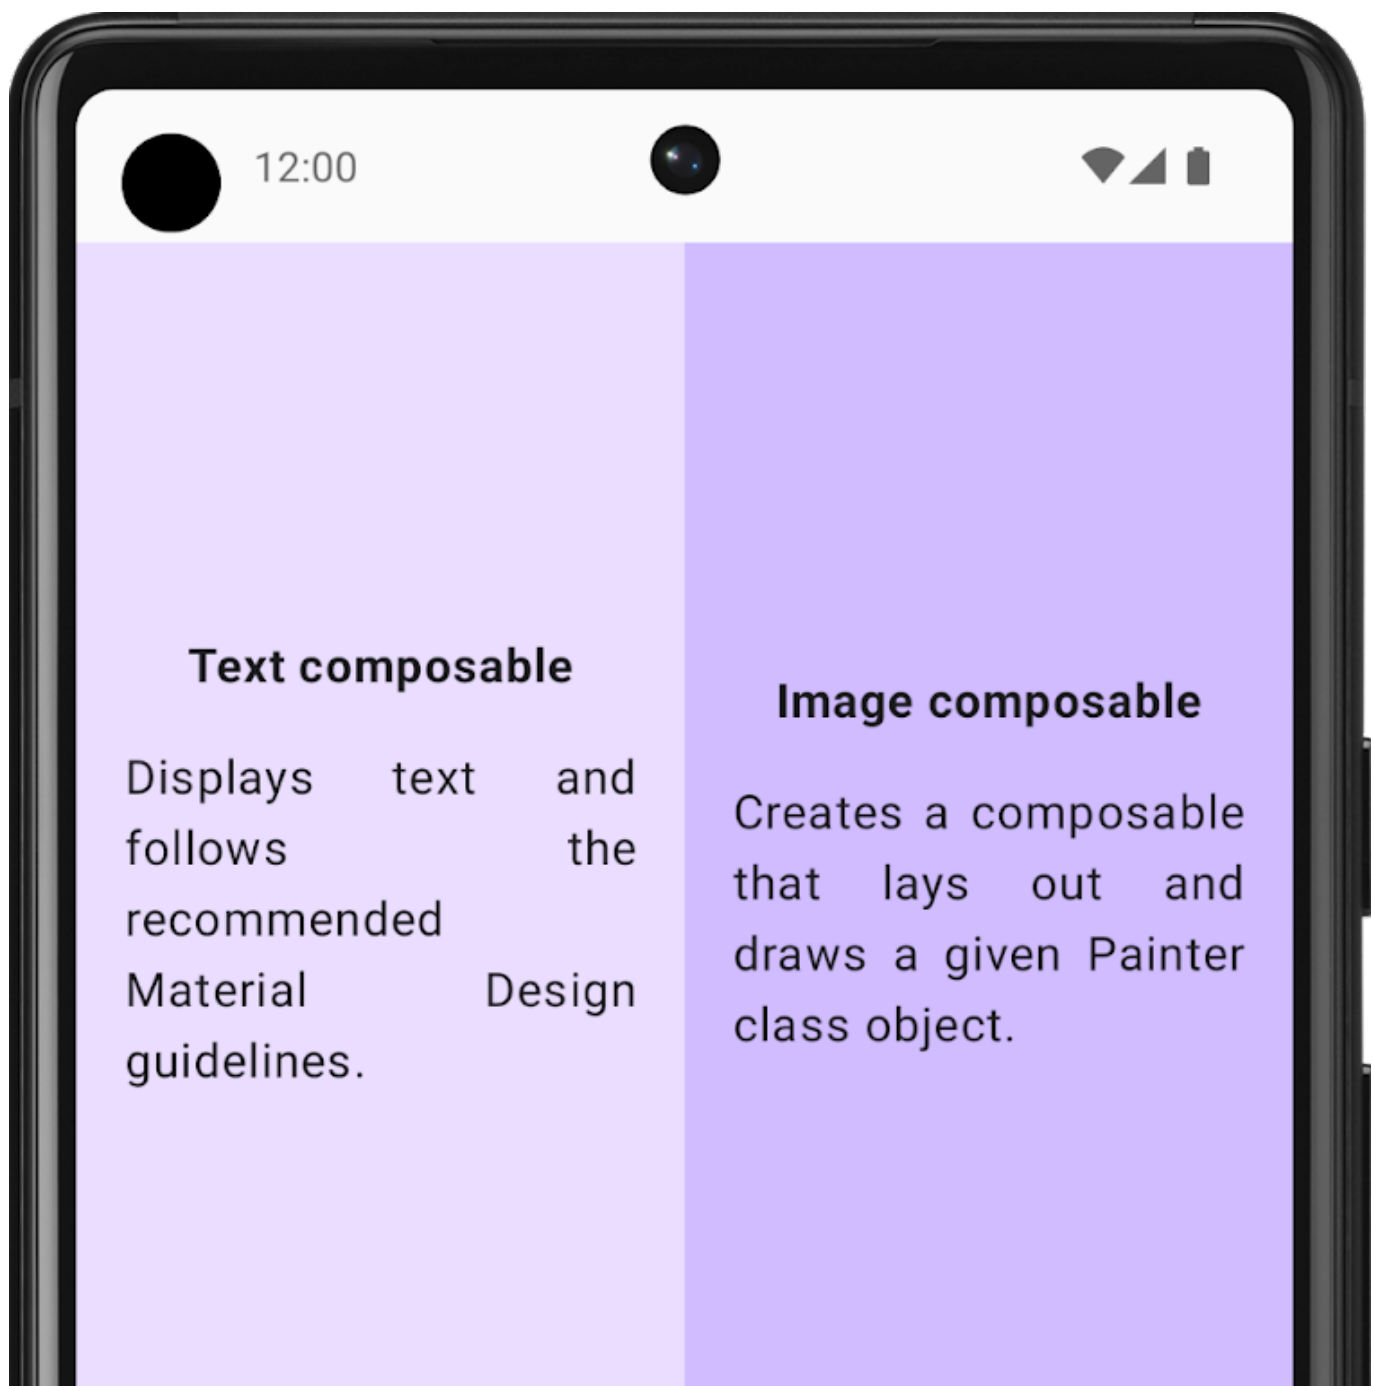 12:00
Text composable
Displays text and
follows the
recommended
Material Design
guidelines.
Image composable
Creates a composable
that lays out and
draws a given Painter
class object.